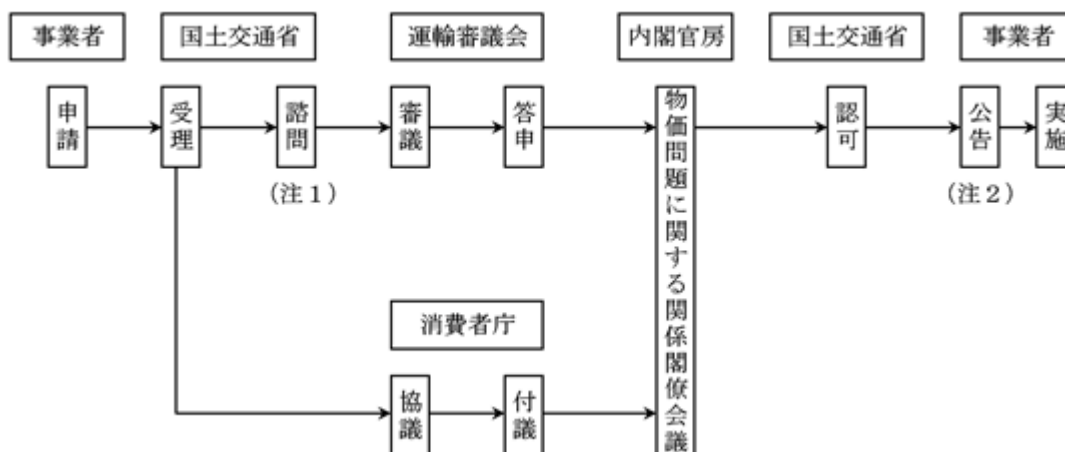 事業者
国土交通省
運輸審議会
内閣官房
国土交通省
事業者
申請
受理
諮問
審議
答申
物価問題に関する関係閣僚会議
認可
公告
実施
(注1)
(注2)
消費者庁
協議
付議